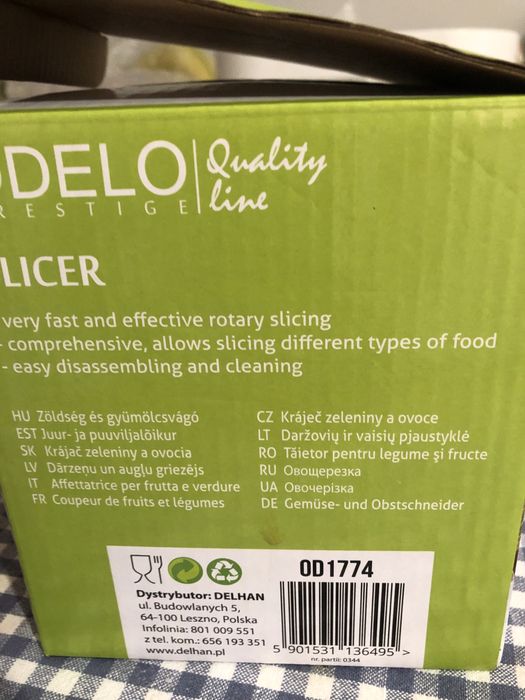 DELO Quality
RESTIGE line
LICER
very fast and effective rotary slicing
- comprehensive, allows slicing different types of food
- easy disassembling and cleaning
HU Zöldség és gyümölcsvágó
EST Juur- ja puuviljalõikur
SK Krájač zeleniny a ovocia
LV Dārzeņu un augļu griezējs
IT Affettatrice per frutta e verdure
FR Coupeur de fruits et légumes
CZ Kráječ zeleniny a ovoce
LT Daržovių ir vaisių pjaustyklė
RO Tăietor pentru legume şi fructe
RU Овощерезка
UA Овочерізка
DE Gemüse- und Obstschneider
Dystrybutor: DELHAN
ul. Budowlanych 5,
64-100 Leszno, Polska
Infolinia: 801 009 551
z tel. kom.: 656 193 351
www.delhan.pl
OD1774
5 901531 136495 >
nr. partii: 0344